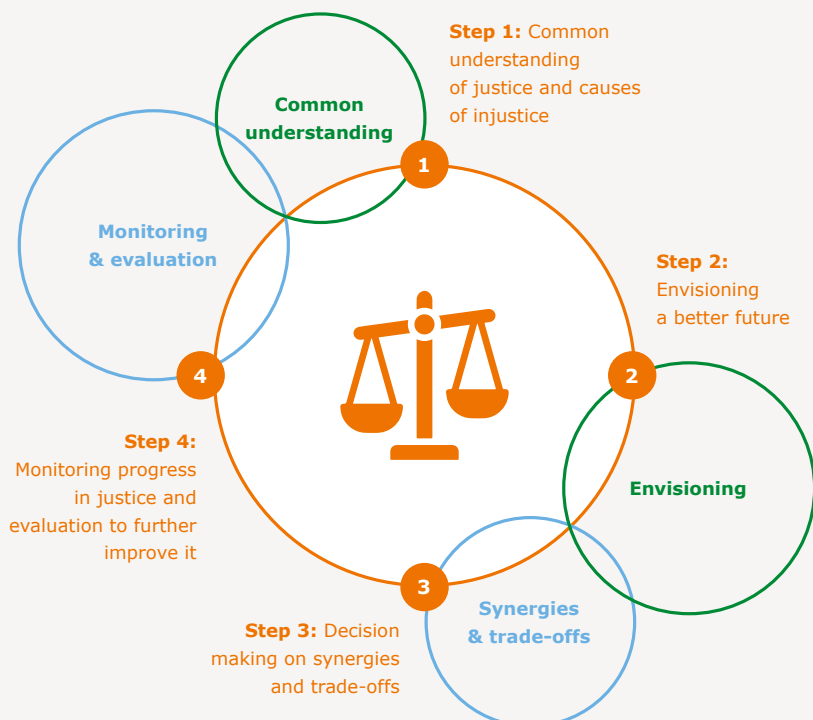 Step 1: Common
understanding
of justice and causes
of injustice
Common
understanding
1
Monitoring
& evaluation
Step 2:
Envisioning
a better future
2
4
Step 4:
Monitoring progress
in justice and
evaluation to further
improve it
Envisioning
3
Synergies
& trade-offs
Step 3: Decision
making on synergies
and trade-offs